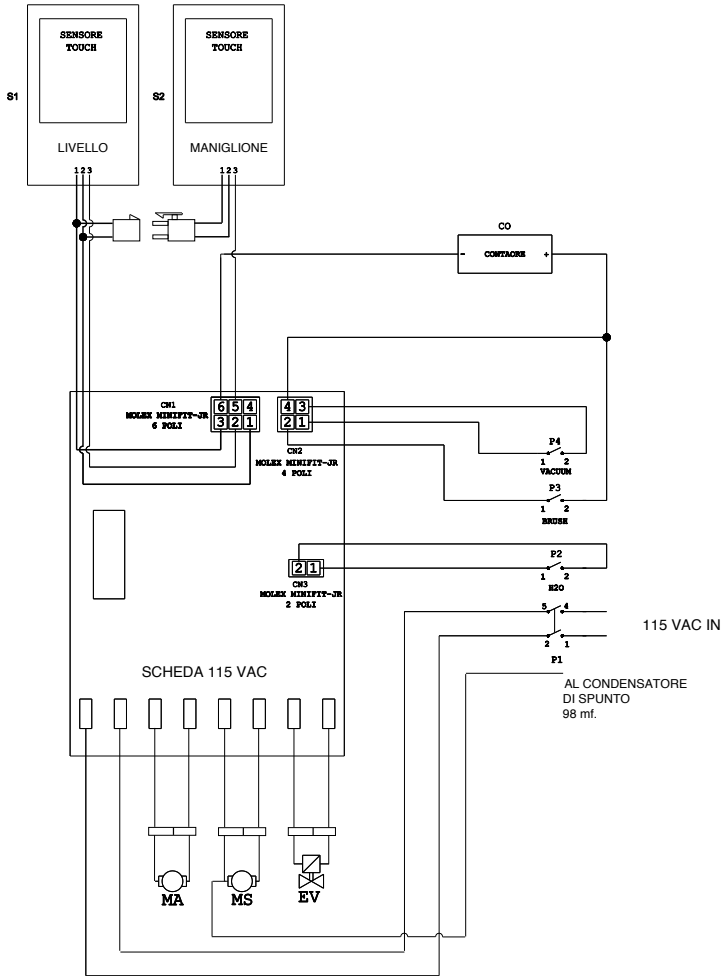 SENSORE
TOUCH
S1
LIVELLO
1 2 3
SENSORE
TOUCH
S2
MANIGLIONE
1 2 3
CO
- CONTAORE +
CN1
MOLEX MINIFIT-JR
6 POLI
6 5 4
3 2 1
4 3
2 1
CN2
MOLEX MINIFIT-JR
4 POLI
P4
1 2
VACUUM
P3
1 2
BRUSH
2 1
CN3
MOLEX MINIFIT-JR
2 POLI
P2
1 2
H2O
5 4
2 1
P1
115 VAC IN
SCHEDA 115 VAC
AL CONDENSATORE
DI SPUNTO
98 mf.
MA
MS
EV